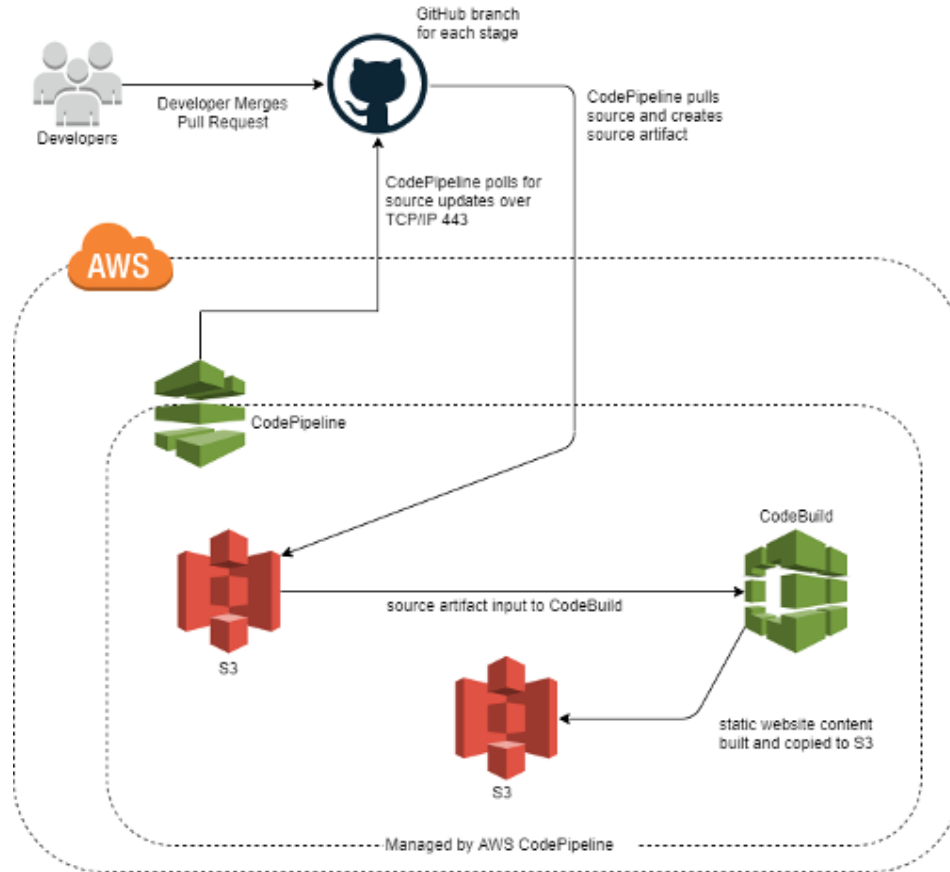 GitHub branch
for each stage
Developers
Developer Merges
Pull Request
CodePipeline pulls
source and creates
source artifact
CodePipeline polls for
source updates over
TCP/IP 443
AWS
CodePipeline
CodeBuild
source artifact input to CodeBuild
S3
static website content
built and copied to S3
S3
Managed by AWS CodePipeline